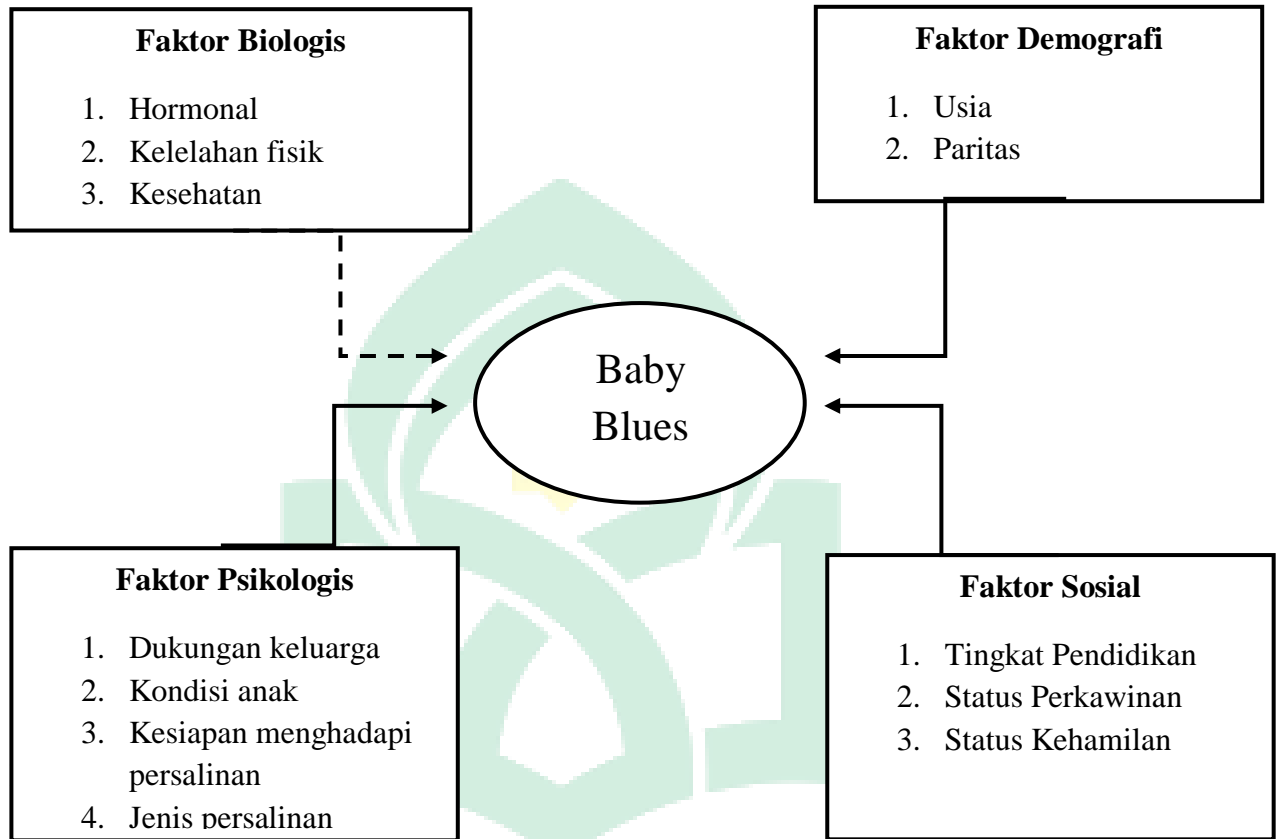 Faktor Biologis
1. Hormonal
2. Kelelahan fisik
3. Kesehatan
Faktor Demografi
1. Usia
2. Paritas
Baby
Blues
Faktor Psikologis
1. Dukungan keluarga
2. Kondisi anak
3. Kesiapan menghadapi
persalinan
4. Jenis persalinan
Faktor Sosial
1. Tingkat Pendidikan
2. Status Perkawinan
3. Status Kehamilan